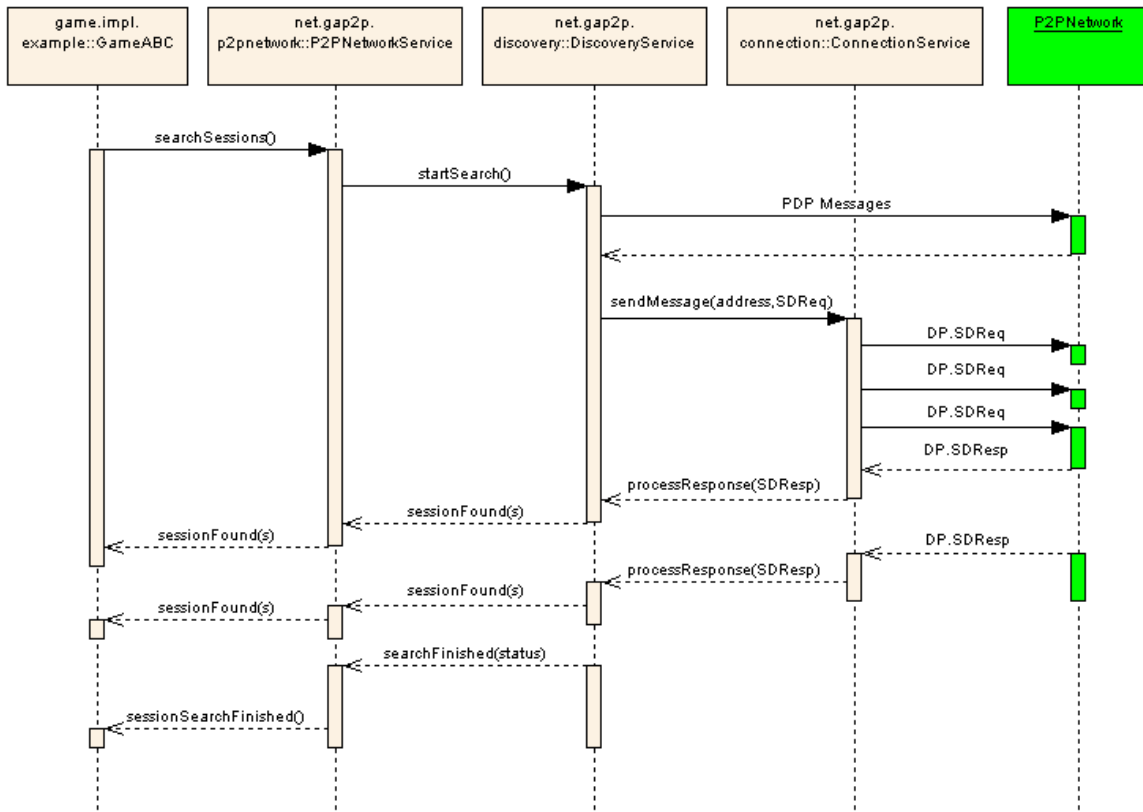 game.impl.
example::GameABC
net.gap2p.
p2pnetwork::P2PNetworkService
net.gap2p.
discovery::DiscoveryService
net.gap2p.
connection::ConnectionService
P2PNetwork
searchSessions()
startSearch()
PDP Messages
sendMessage(address,SDReq)
DP.SDReq
DP.SDReq
DP.SDReq
DP.SDResp
processResponse(SDResp)
sessionFound(s)
sessionFound(s)
DP.SDResp
processResponse(SDResp)
sessionFound(s)
sessionFound(s)
searchFinished(status)
sessionSearchFinished()